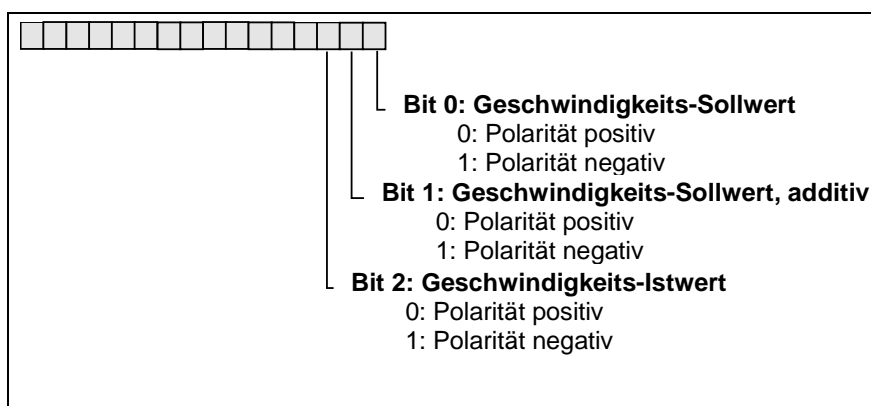 Bit 0: Geschwindigkeits-Sollwert
0: Polarität positiv
1: Polarität negativ
Bit 1: Geschwindigkeits-Sollwert, additiv
0: Polarität positiv
1: Polarität negativ
Bit 2: Geschwindigkeits-Istwert
0: Polarität positiv
1: Polarität negativ